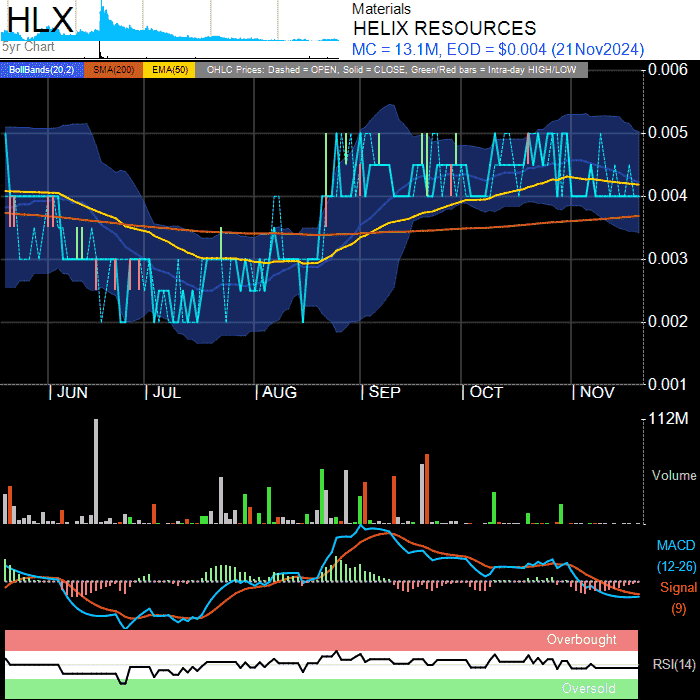 HLX
5yr Chart
Materials
HELIX RESOURCES
MC = 13.1M, EOD = $0.004 (21Nov2024)
BollBands(20,2) SMA(200) EMA(50) OHLC Prices: Dashed = OPEN, Solid = CLOSE, Green/Red bars = Intra-day HIGH/LOW
0.006
0.005
0.004
0.003
0.002
0.001
JUN JUL AUG SEP OCT NOV
112M
Volume
MACD
(12-26)
Signal
(9)
Overbought
RSI(14)
Oversold